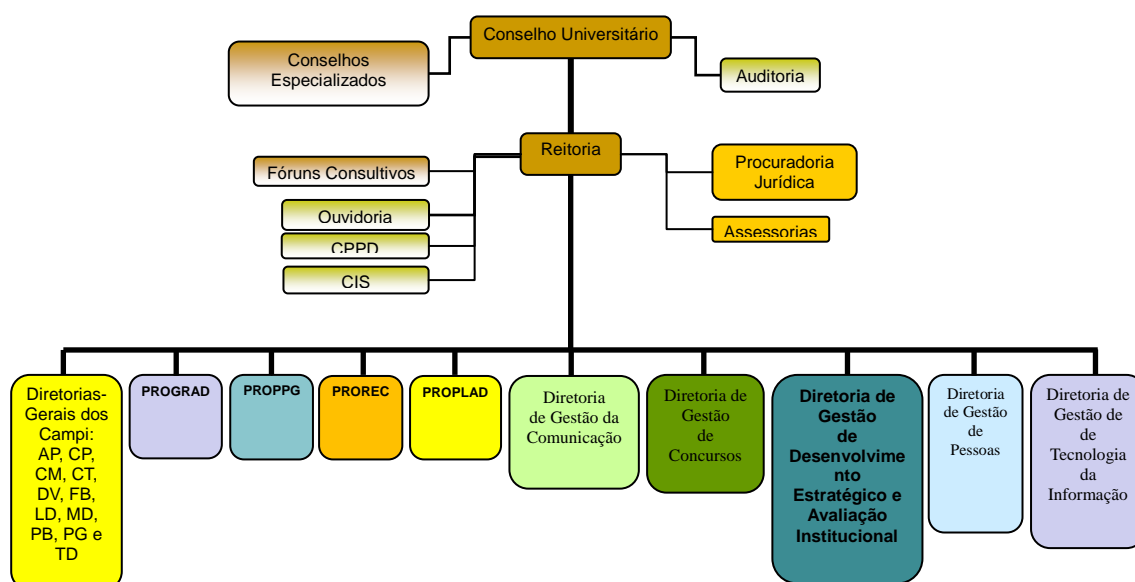 Conselho Universitário
Conselhos
Especializados
Auditoria
Reitoria
Fóruns Consultivos
Procuradoria
Jurídica
Ouvidoria
Assessorias
CPPD
CIS
Diretorias-
Gerais dos
Campi:
AP, CP,
CM, CT,
DV, FB,
LD, MD,
PB, PG e
TD
PROGRAD
PROPPG
PROREC
PROPLAD
Diretoria
de Gestão da
Comunicação
Diretoria de
Gestão
de
Concursos
Diretoria de
Gestão
de
Desenvolvime
nto
Estratégico e
Avaliação
Institucional
Diretoria
de Gestão
de
Pessoas
Diretoria de
Gestão de
de
Tecnologia
da
Informação